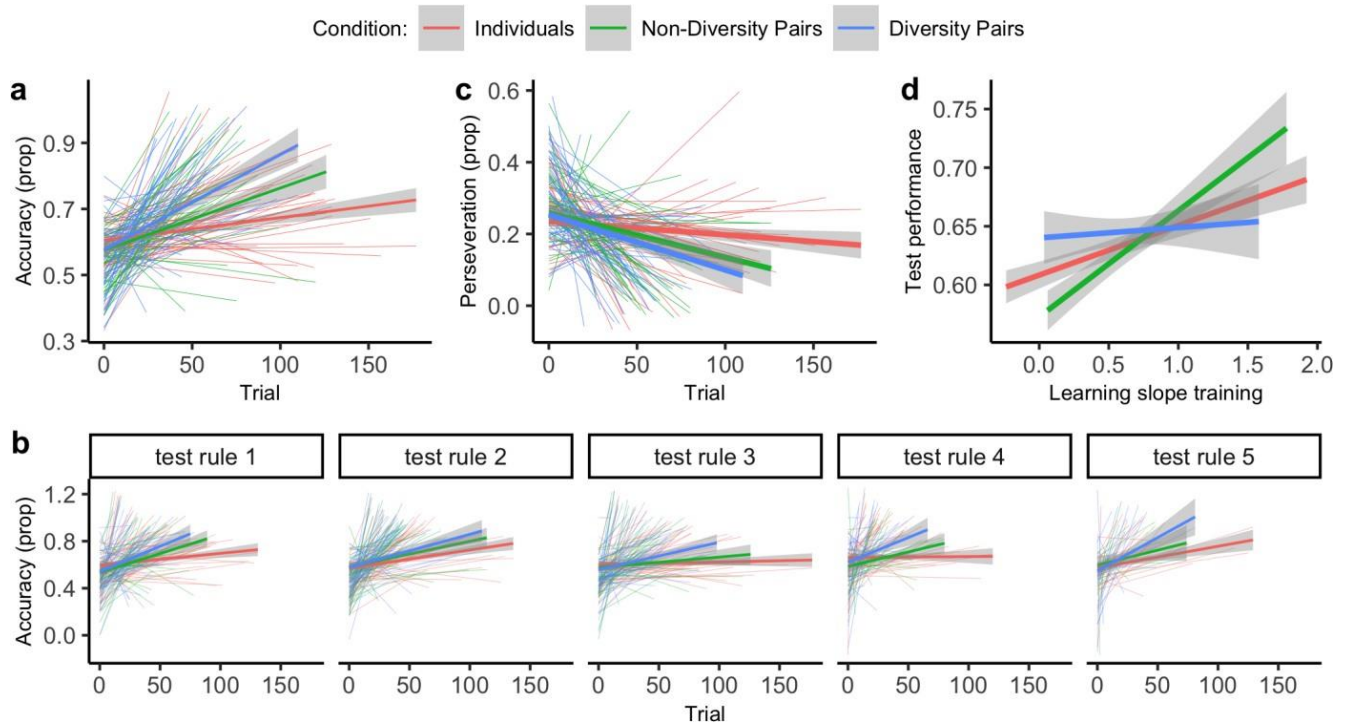 Condition: Individuals Non-Diversity Pairs Diversity Pairs
a
Accuracy (prop)
0.9
0.7
0.5
0.3
0 50 100 150
Trial
c
Perseveration (prop)
0.6
0.4
0.2
0.0
0 50 100 150
Trial
d
Test performance
0.75
0.70
0.65
0.60
0.0 0.5 1.0 1.5 2.0
Learning slope training
b
test rule 1 test rule 2 test rule 3 test rule 4 test rule 5
Accuracy (prop)
1.2
0.8
0.4
0.0
0 50 100 150 0 50 100 150 0 50 100 150 0 50 100 150 0 50 100 150
Trial